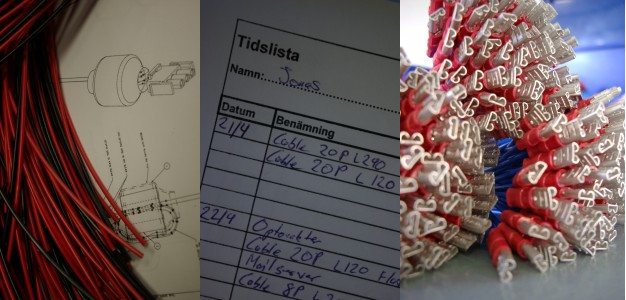 Tidslista
Namn: Jonas
Datum Benämning
21/4 Cable 20P L290
Cable 20P L120
22/4
Cable 20P L120
Mailserver
Cable 8P